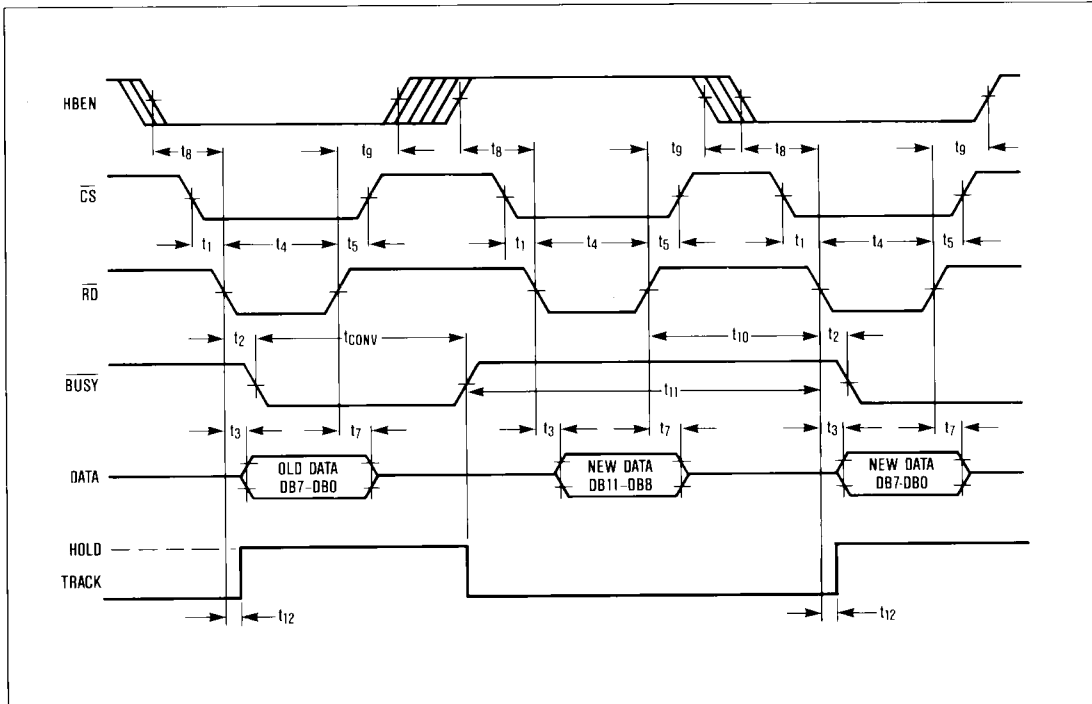 HBEN
t8 t9 t8 t9 t8 t9
CS
t1 t4 t5 t1 t4 t5 t1 t4 t5
RD
t2 tCONV t10 t2
BUSY
t11
t3 t7 t3 t7 t3 t7
DATA
OLD DATA NEW DATA NEW DATA
DB7-DB0 DB11-DB8 DB7-DB0
HOLD
TRACK
t12 t12